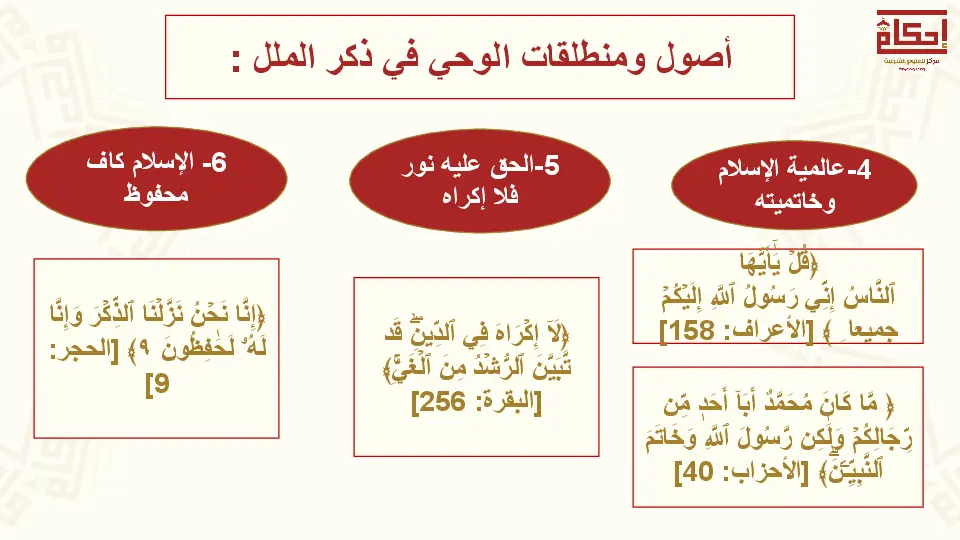 إحكام
مركز للعلوم الشرعية
أصول ومنطلقات الوحي في ذكر الملل :
4-عالمية الإسلام
وخاتميته
﴿قُلۡ يَٰٓأَيُّهَا
ٱلنَّاسُ إِنِّي رَسُولُ ٱللَّهِ إِلَيۡكُمۡ
جميعا﴾ [الأعراف: 158]
﴿ مَّا كَانَ مُحَمَّدٌ أَبَآ أَحَدٖ مِّن
رِّجَالِكُمۡ وَلَٰكِن رَّسُولَ ٱللَّهِ وَخَاتَمَ
ٱلنَّبِيِّـۧنَۗ﴾ [الأحزاب: 40]
5-الحق عليه نور
فلا إكراه
﴿لَآ إِكۡرَاهَ فِي ٱلدِّينِۖ قَد
تَّبَيَّنَ ٱلرُّشۡدُ مِنَ ٱلۡغَيِّۚ﴾
[البقرة: 256]
6- الإسلام كاف
محفوظ
﴿إِنَّا نَحۡنُ نَزَّلۡنَا ٱلذِّكۡرَ وَإِنَّا
لَهُۥ لَحَٰفِظُونَ ٩﴾ [الحجر:
9]